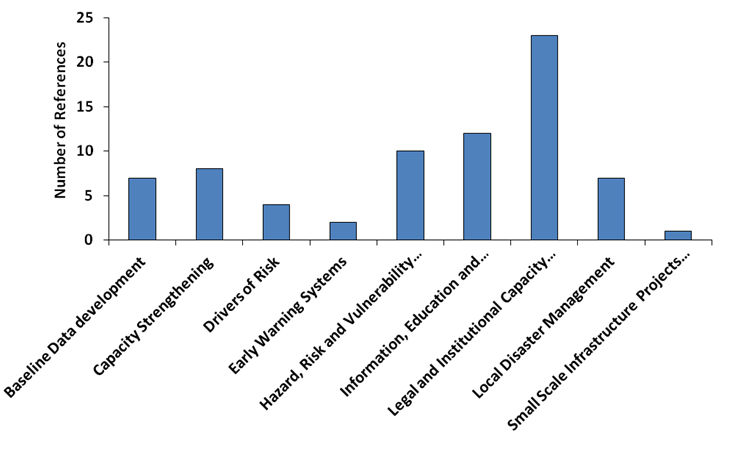 Number of References
25
20
15
10
5
0
Baseline Data development
Capacity Strengthening
Drivers of Risk
Early Warning Systems
Hazard, Risk and Vulnerability...
Information, Education and...
Legal and Institutional Capacity...
Local Disaster Management
Small Scale Infrastructure Projects...